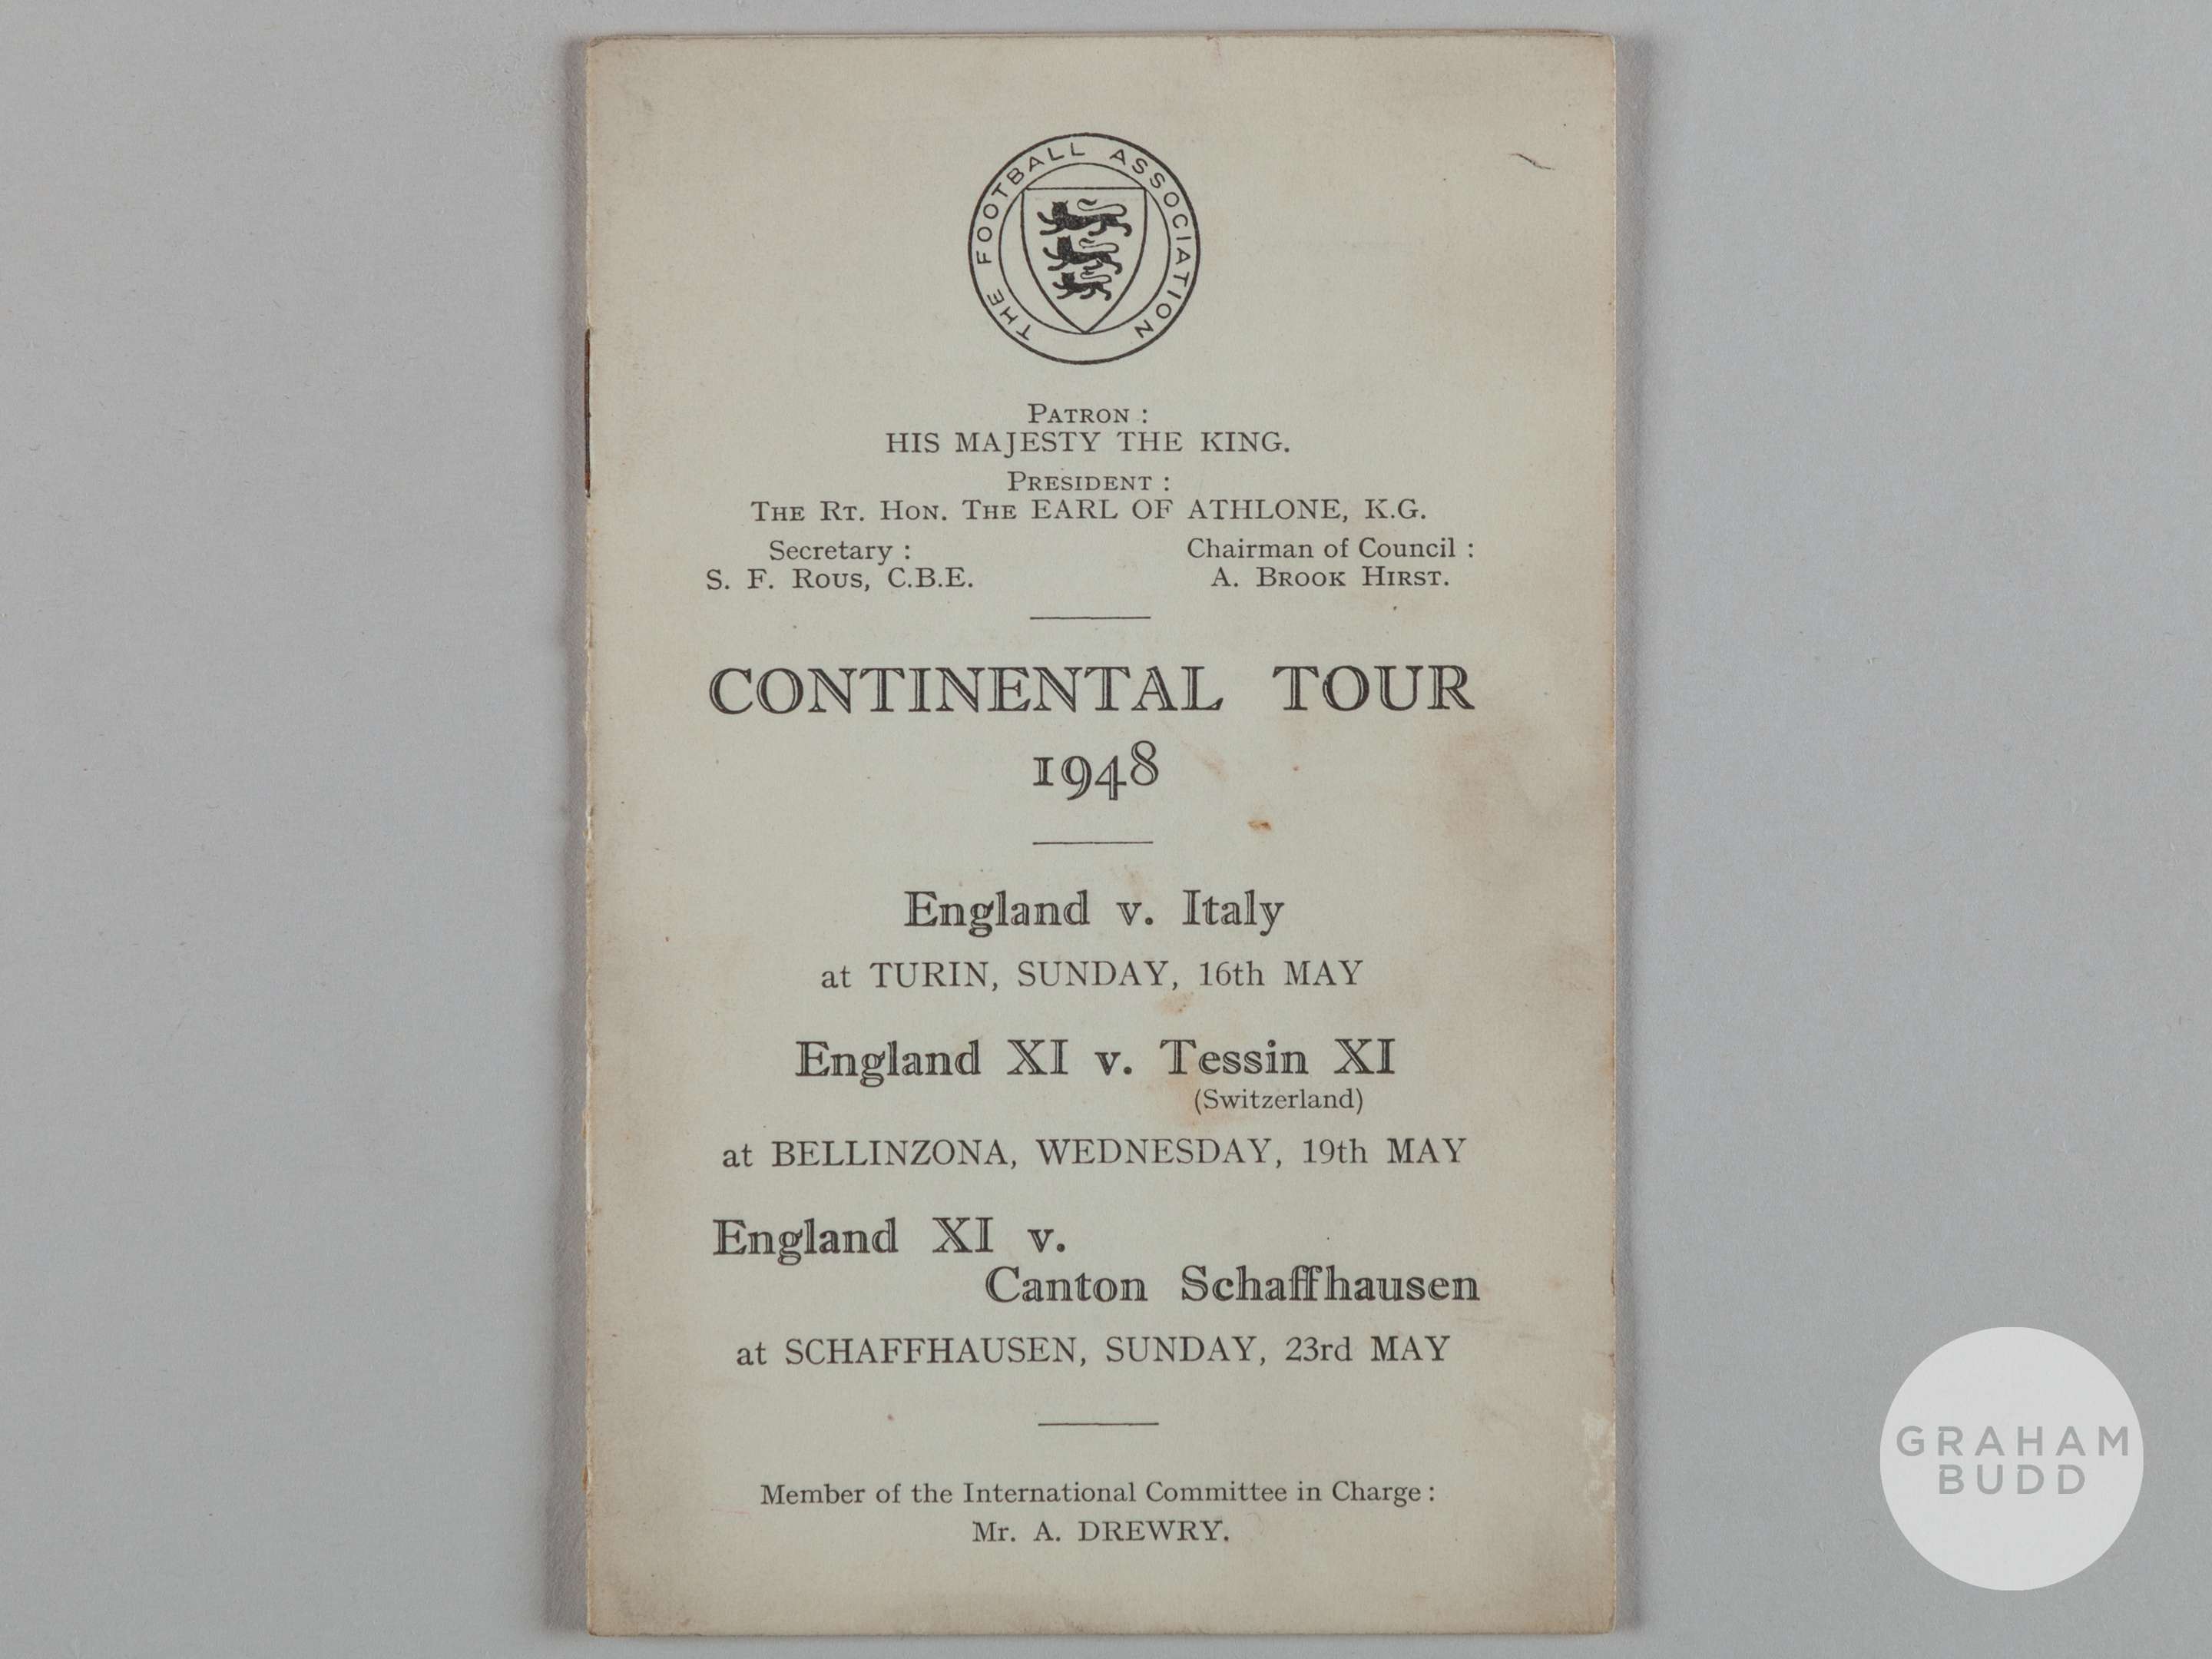 THE FOOTBALL ASSOCIATION
PATRON :
HIS MAJESTY THE KING.
PRESIDENT :
THE RT. HON. THE EARL OF ATHLONE, K.G.
Secretary :
S. F. ROUS, C.B.E.
Chairman of Council :
A. BROOK HIRST.
CONTINENTAL TOUR
1948
England v. Italy
at TURIN, SUNDAY, 16th MAY
England XI v. Tessin XI
(Switzerland)
at BELLINZONA, WEDNESDAY, 19th MAY
England XI v.
Canton Schaffhausen
at SCHAFFHAUSEN, SUNDAY, 23rd MAY
Member of the International Committee in Charge :
Mr. A. DREWRY.
GRAHAM
BUDD